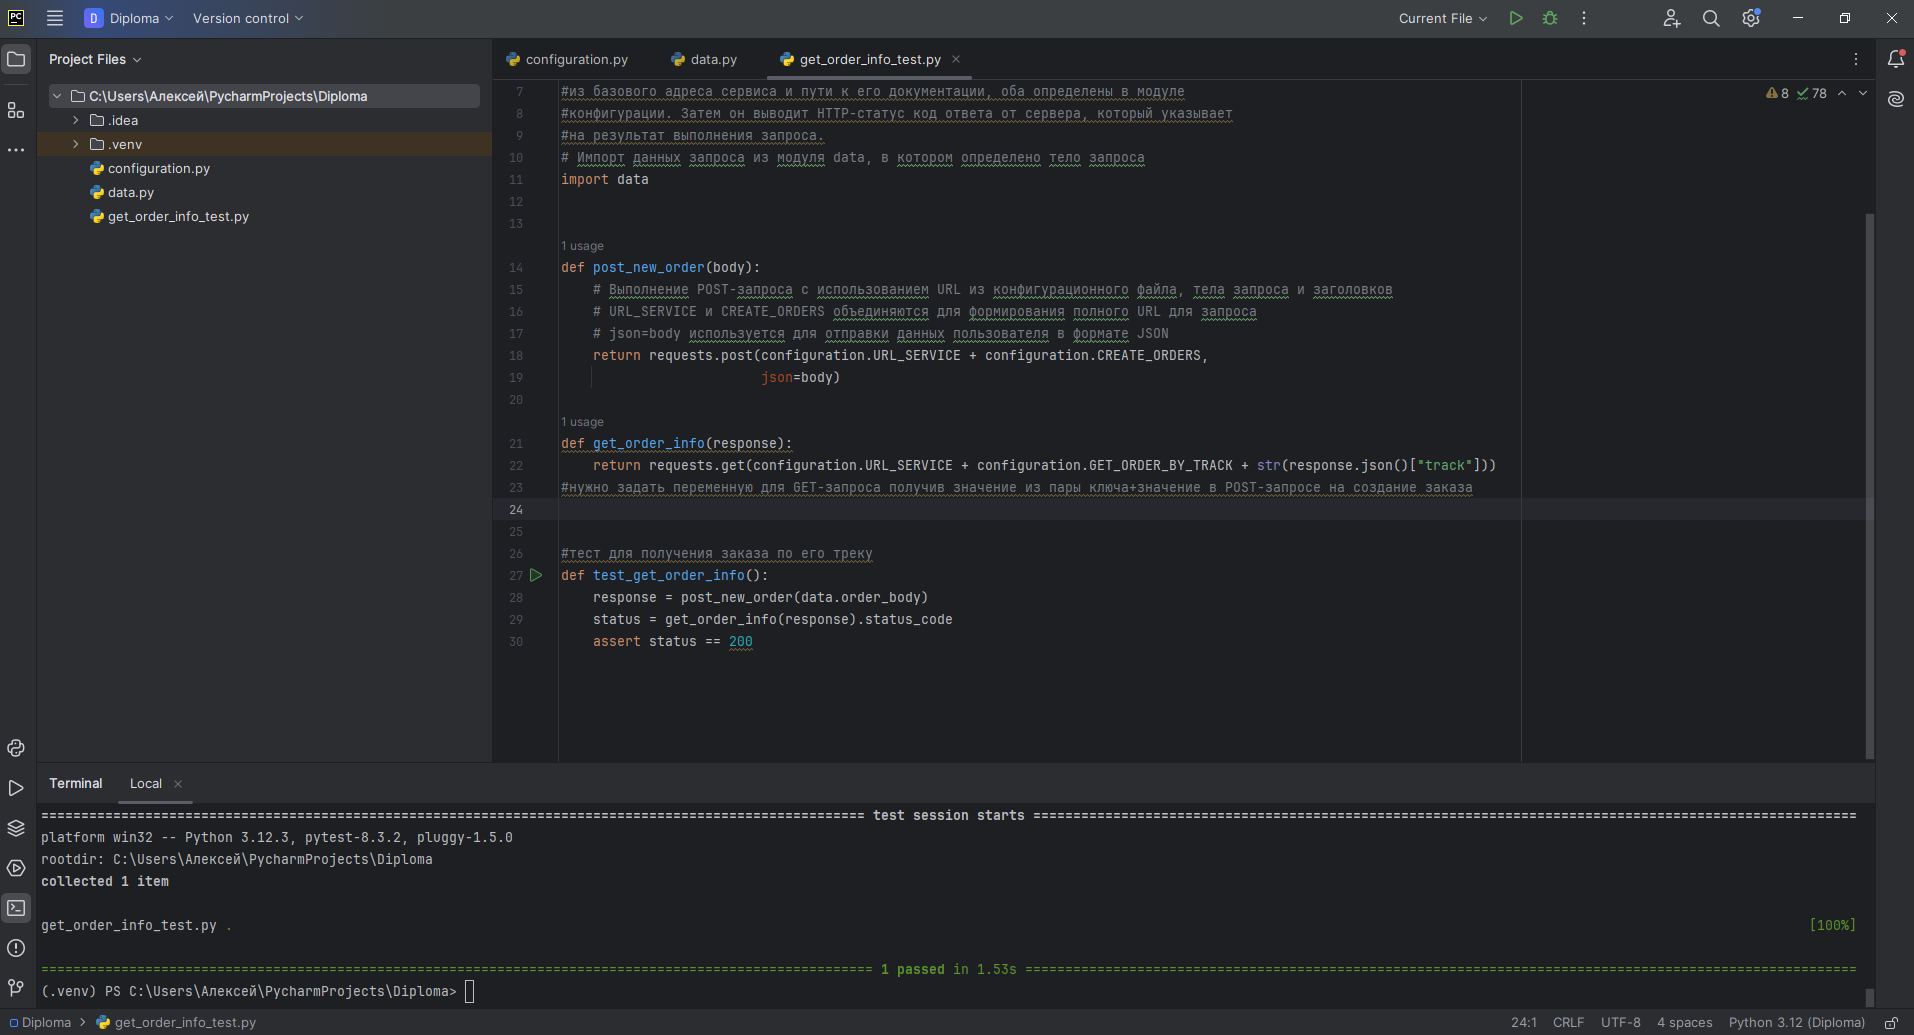 PC
D Diploma Version control Current File
Project Files
C:\Users\Алексей\PycharmProjects\Diploma
.idea
.venv
configuration.py
data.py
get_order_info_test.py
configuration.py data.py get_order_info_test.py
8 78
7 #из базового адреса сервиса и пути к его документации, оба определены в модуле
8 #конфигурации. Затем он выводит HTTP-статус код ответа от сервера, который указывает
9 #на результат выполнения запроса.
10 # Импорт данных запроса из модуля data, в котором определено тело запроса
11 import data
12
13
1 usage
14 def post_new_order(body):
15 # Выполнение POST-запроса с использованием URL из конфигурационного файла, тела запроса и заголовков
16 # URL_SERVICE и CREATE_ORDERS объединяются для формирования полного URL для запроса
17 # json=body используется для отправки данных пользователя в формате JSON
18 return requests.post(configuration.URL_SERVICE + configuration.CREATE_ORDERS,
19 json=body)
20
1 usage
21 def get_order_info(response):
22 return requests.get(configuration.URL_SERVICE + configuration.GET_ORDER_BY_TRACK + str(response.json()["track"]))
23 #нужно задать переменную для GET-запроса получив значение из пары ключа+значение в POST-запросе на создание заказа
24
25
26 #тест для получения заказа по его треку
27 def test_get_order_info():
28 response = post_new_order(data.order_body)
29 status = get_order_info(response).status_code
30 assert status == 200
Terminal Local
======= test session starts =======
platform win32 -- Python 3.12.3, pytest-8.3.2, pluggy-1.5.0
rootdir: C:\Users\Алексей\PycharmProjects\Diploma
collected 1 item
get_order_info_test.py . [100%]
======= 1 passed in 1.53s =======
(.venv) PS C:\Users\Алексей\PycharmProjects\Diploma>
Diploma > get_order_info_test.py 24:1 CRLF UTF-8 4 spaces Python 3.12 (Diploma)